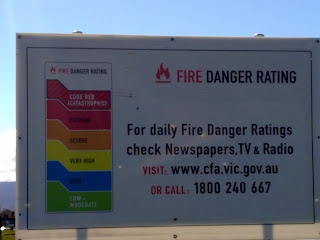 FIRE DANGER RATING
CODE RED
(CATASTROPHIC)
EXTREME
SEVERE
VERY HIGH
HIGH
LOW–
MODERATE
FIRE DANGER RATING
For daily Fire Danger Ratings
check Newspapers,TV & Radio
VISIT: www.cfa.vic.gov.au
OR CALL: 1800 240 667